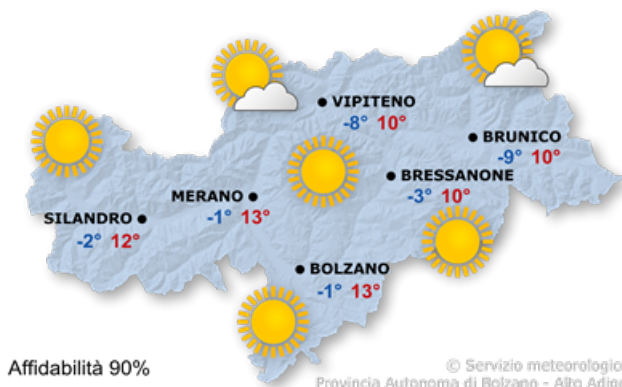 VIPITENO
-8° 10°
BRUNICO
-9° 10°
BRESSANONE
-3° 10°
MERANO
-1° 13°
SILANDRO
-2° 12°
BOLZANO
-1° 13°
Affidabilità 90%
© Servizio meteorologico
Provincia Autonoma di Bolzano - Alto Adige